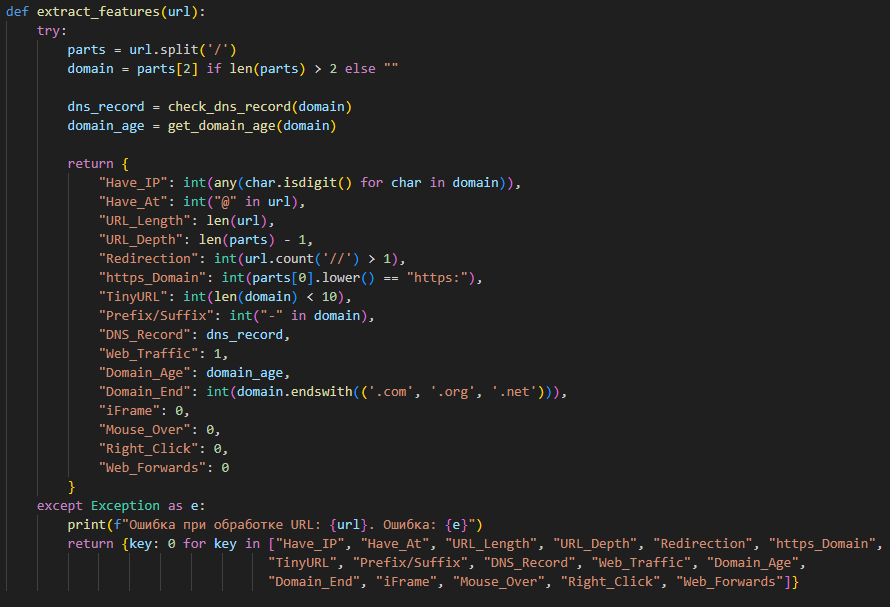 def extract_features(url):
    try:
        parts = url.split('/')
        domain = parts[2] if len(parts) > 2 else ""

        dns_record = check_dns_record(domain)
        domain_age = get_domain_age(domain)

        return {
            "Have_IP": int(any(char.isdigit() for char in domain)),
            "Have_At": int("@" in url),
            "URL_Length": len(url),
            "URL_Depth": len(parts) - 1,
            "Redirection": int(url.count('//') > 1),
            "https_Domain": int(parts[0].lower() == "https:"),
            "TinyURL": int(len(domain) < 10),
            "Prefix/Suffix": int("-" in domain),
            "DNS_Record": dns_record,
            "Web_Traffic": 1,
            "Domain_Age": domain_age,
            "Domain_End": int(domain.endswith(('.com', '.org', '.net'))),
            "iFrame": 0,
            "Mouse_Over": 0,
            "Right_Click": 0,
            "Web_Forwards": 0
        }
    except Exception as e:
        print(f"Ошибка при обработке URL: {url}. Ошибка: {e}")
        return {key: 0 for key in ["Have_IP", "Have_At", "URL_Length", "URL_Depth", "Redirection", "https_Domain",
                                  "TinyURL", "Prefix/Suffix", "DNS_Record", "Web_Traffic", "Domain_Age",
                                  "Domain_End", "iFrame", "Mouse_Over", "Right_Click", "Web_Forwards"]}